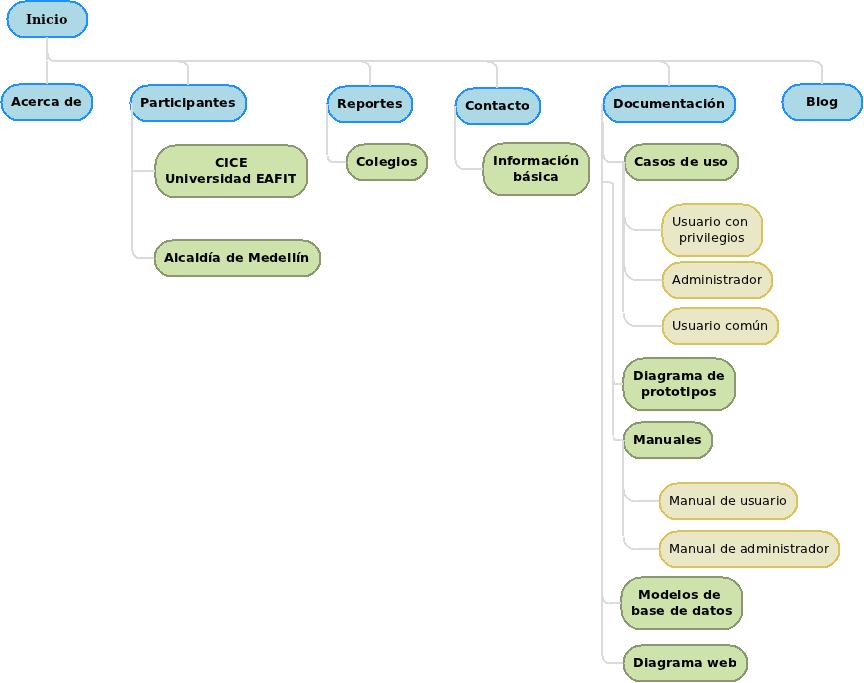 Inicio
Acerca de
Participantes
Reportes
Contacto
Documentación
Blog
CICE
Universidad EAFIT
Alcaldía de Medellín
Colegios
Información
básica
Casos de uso
Usuario con
privilegios
Administrador
Usuario común
Diagrama de
prototipos
Manuales
Manual de usuario
Manual de administrador
Modelos de
base de datos
Diagrama web